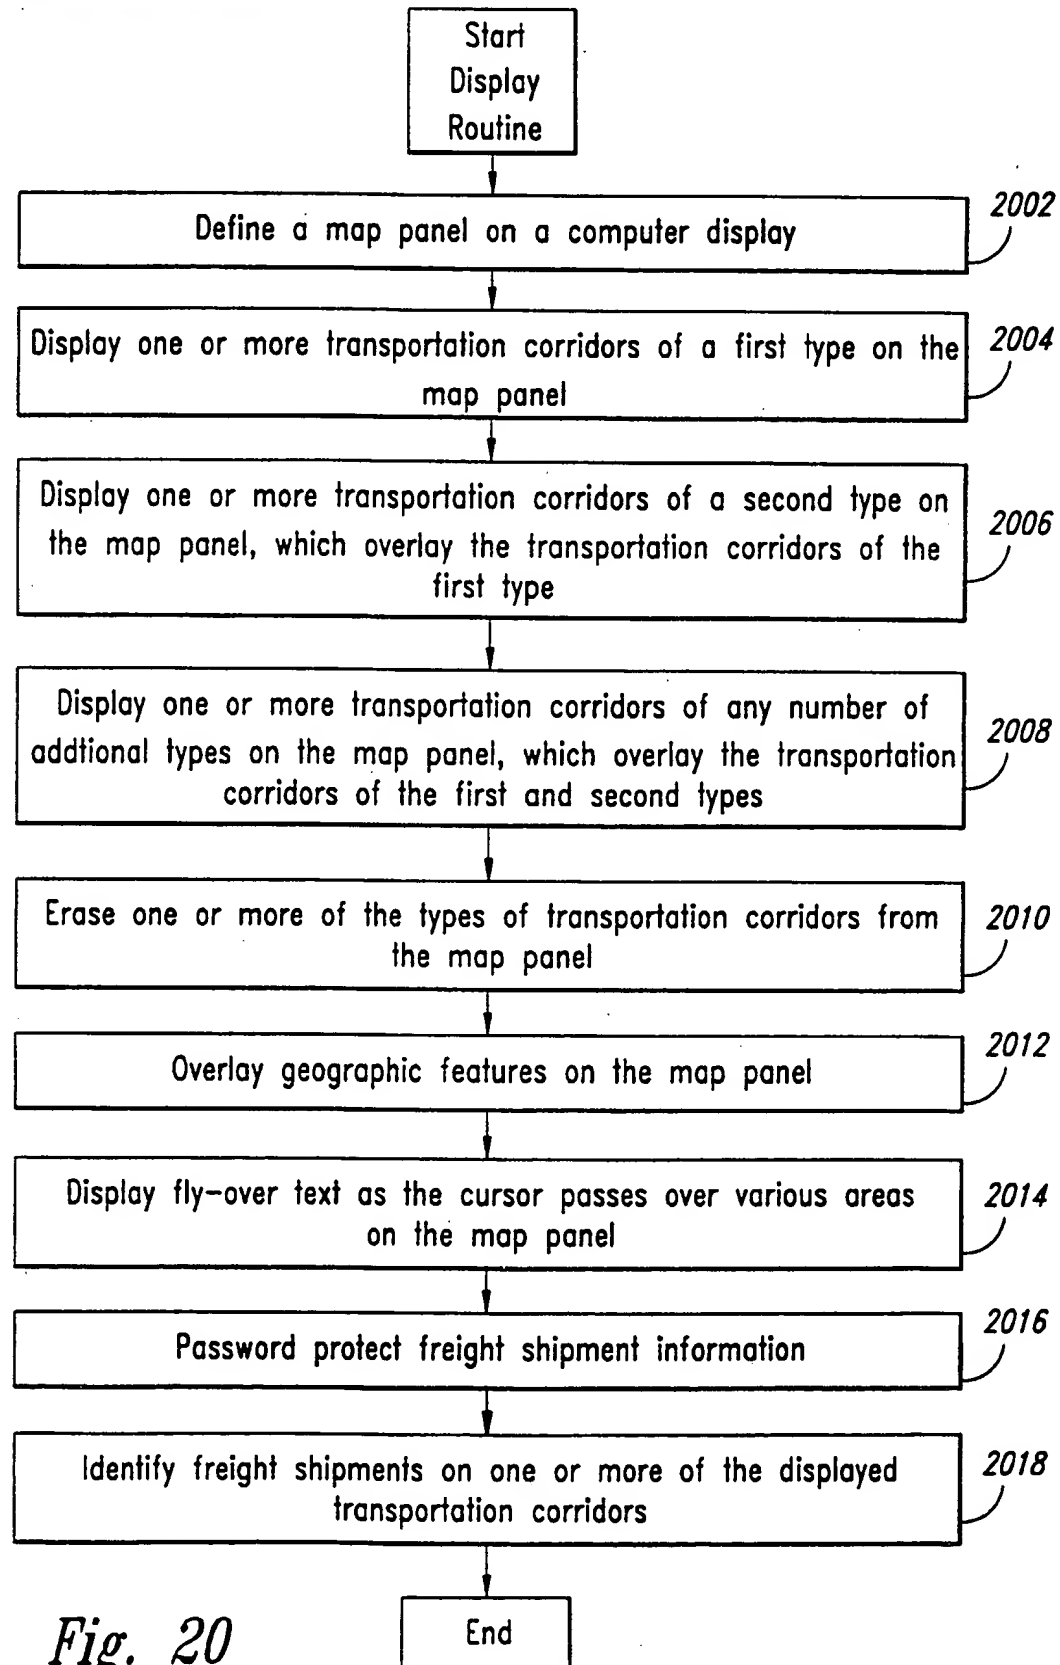 Start
Display
Routine
2002
Define a map panel on a computer display
2004
Display one or more transportation corridors of a first type on the
map panel
2006
Display one or more transportation corridors of a second type on
the map panel, which overlay the transportation corridors of the
first type
2008
Display one or more transportation corridors of any number of
addtional types on the map panel, which overlay the transportation
corridors of the first and second types
2010
Erase one or more of the types of transportation corridors from
the map panel
2012
Overlay geographic features on the map panel
2014
Display fly-over text as the cursor passes over various areas
on the map panel
2016
Password protect freight shipment information
2018
Identify freight shipments on one or more of the displayed
transportation corridors
End
Fig. 20